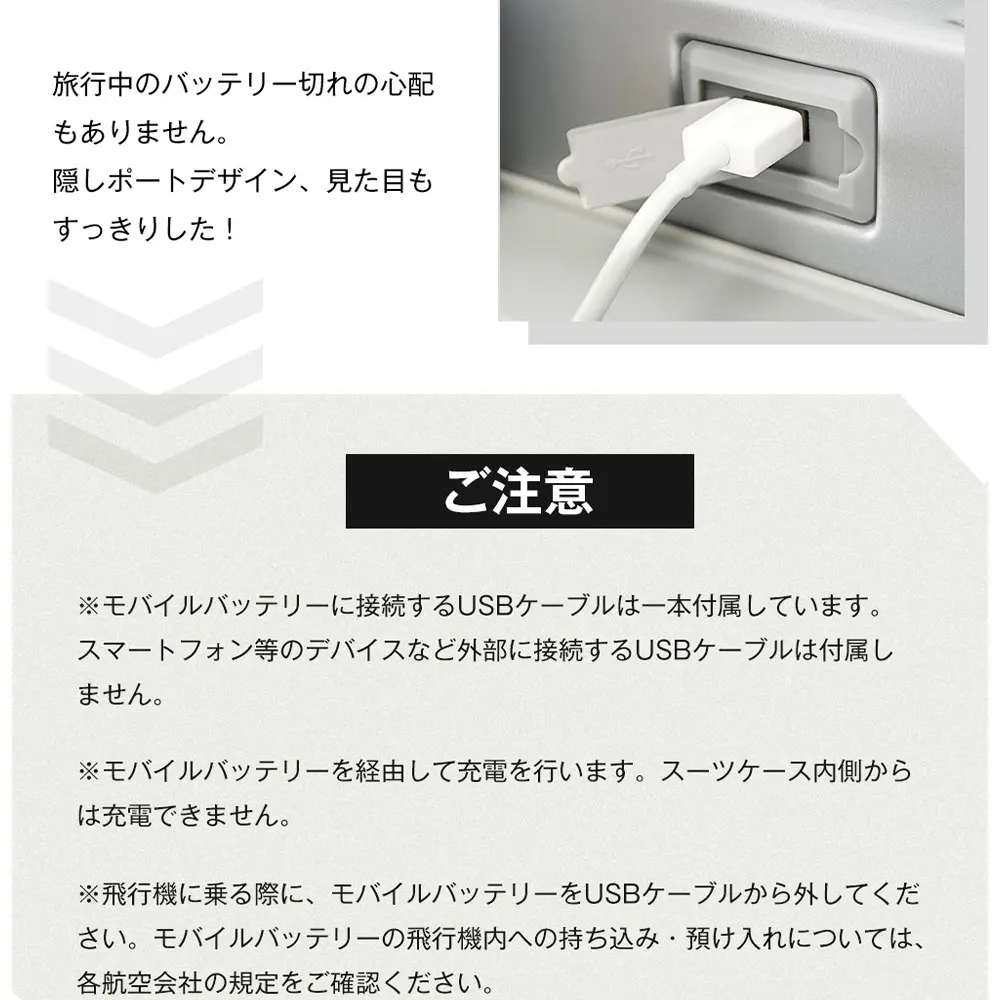 旅行中のバッテリー切れの心配
もありません。
隠しポートデザイン、見た目も
すっきりした！
ご注意
※モバイルバッテリーに接続するUSBケーブルは一本付属しています。
スマートフォン等のデバイスなど外部に接続するUSBケーブルは付属し
ません。
※モバイルバッテリーを経由して充電を行います。スーツケース内側から
は充電できません。
※飛行機に乗る際に、モバイルバッテリーをUSBケーブルから外してくだ
さい。モバイルバッテリーの飛行機内への持ち込み・預け入れについては、
各航空会社の規定をご確認ください。